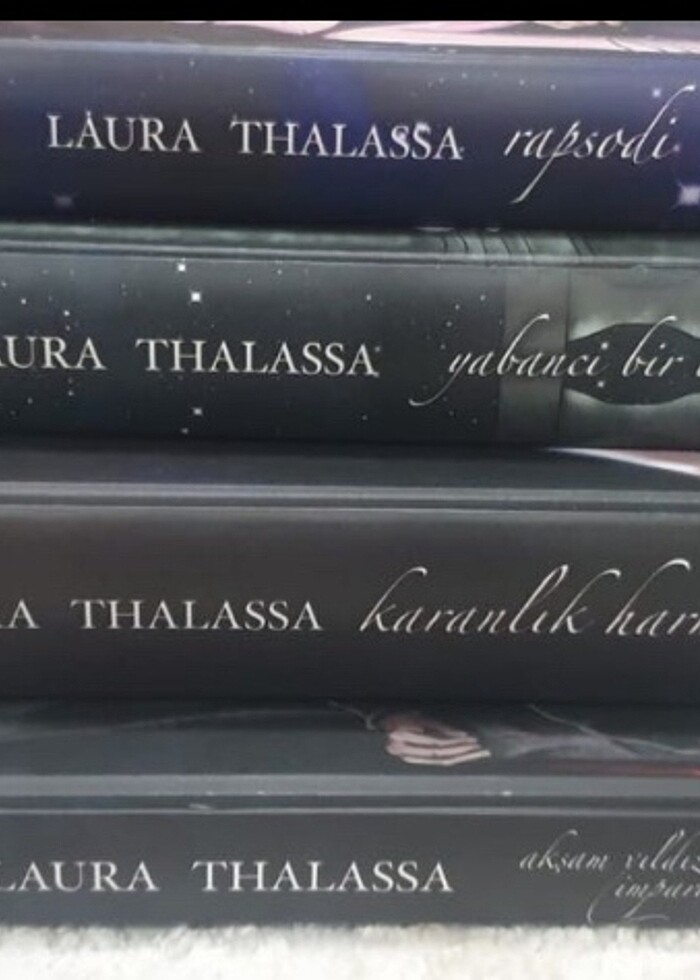 LAURA THALASSA rapsodi
AURA THALASSA yabancı bir
THALASSA karanlık har
LAURA THALASSA akşam yıldız
impar